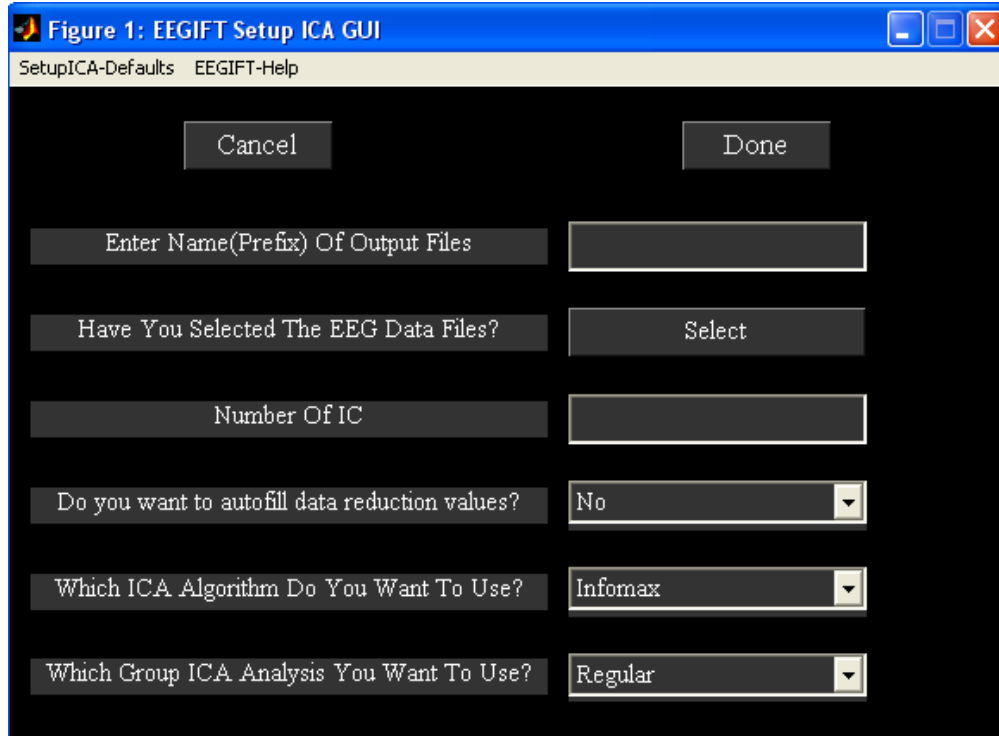 Figure 1: EEGIFT Setup ICA GUI
SetupICA-Defaults EEGIFT-Help
Cancel Done
Enter Name(Prefix) Of Output Files
Have You Selected The EEG Data Files? Select
Number Of IC
Do you want to autofill data reduction values? No
Which ICA Algorithm Do You Want To Use? Infomax
Which Group ICA Analysis You Want To Use? Regular